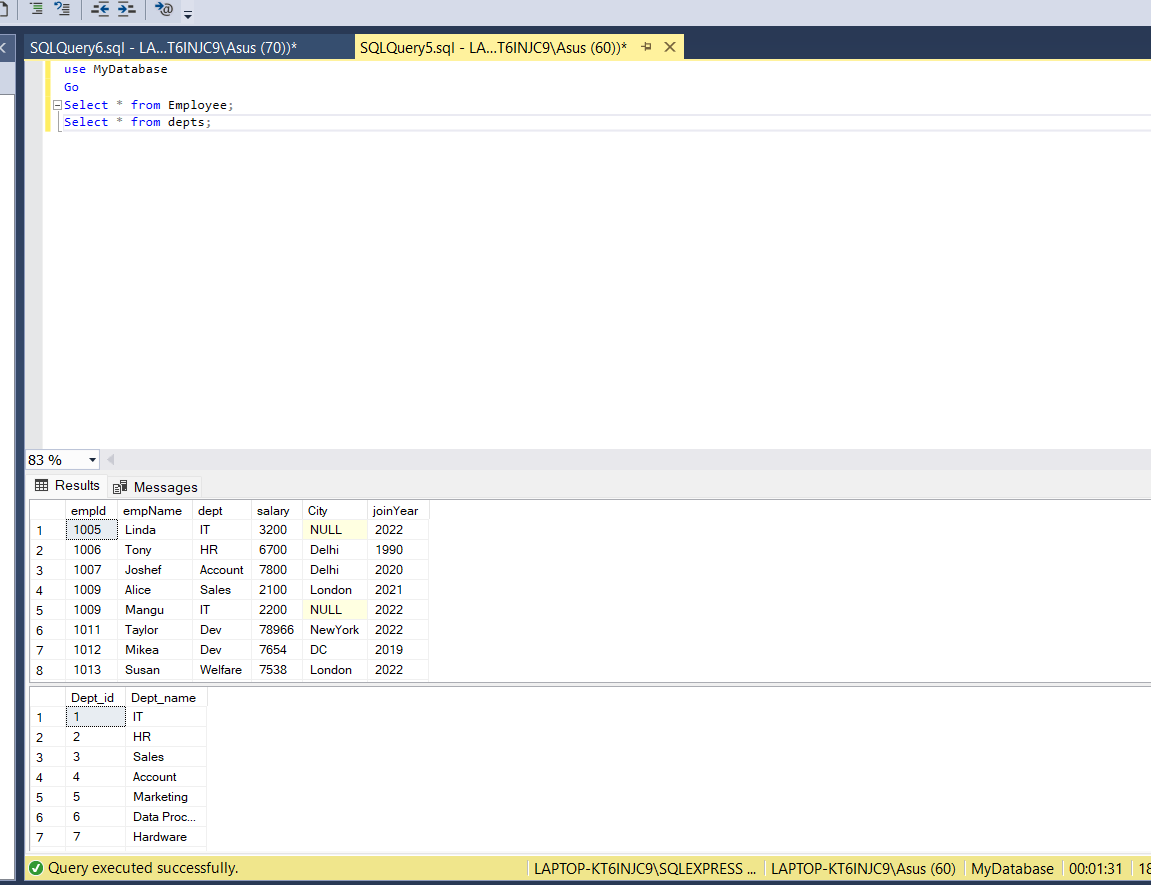 SQLQuery6.sql - LA...T6INJC9\Asus (70))* SQLQuery5.sql - LA...T6INJC9\Asus (60))*
use MyDatabase
Go
Select * from Employee;
Select * from depts;
83 %
Results Messages
empId empName dept salary City joinYear
1 1005 Linda IT 3200 NULL 2022
2 1006 Tony HR 6700 Delhi 1990
3 1007 Joshef Account 7800 Delhi 2020
4 1009 Alice Sales 2100 London 2021
5 1009 Mangu IT 2200 NULL 2022
6 1011 Taylor Dev 78966 NewYork 2022
7 1012 Mikea Dev 7654 DC 2019
8 1013 Susan Welfare 7538 London 2022
Dept_id Dept_name
1 1 IT
2 2 HR
3 3 Sales
4 4 Account
5 5 Marketing
6 6 Data Proc...
7 7 Hardware
Query executed successfully. LAPTOP-KT6INJC9\SQLEXPRESS ... LAPTOP-KT6INJC9\Asus (60) MyDatabase 00:01:31 18